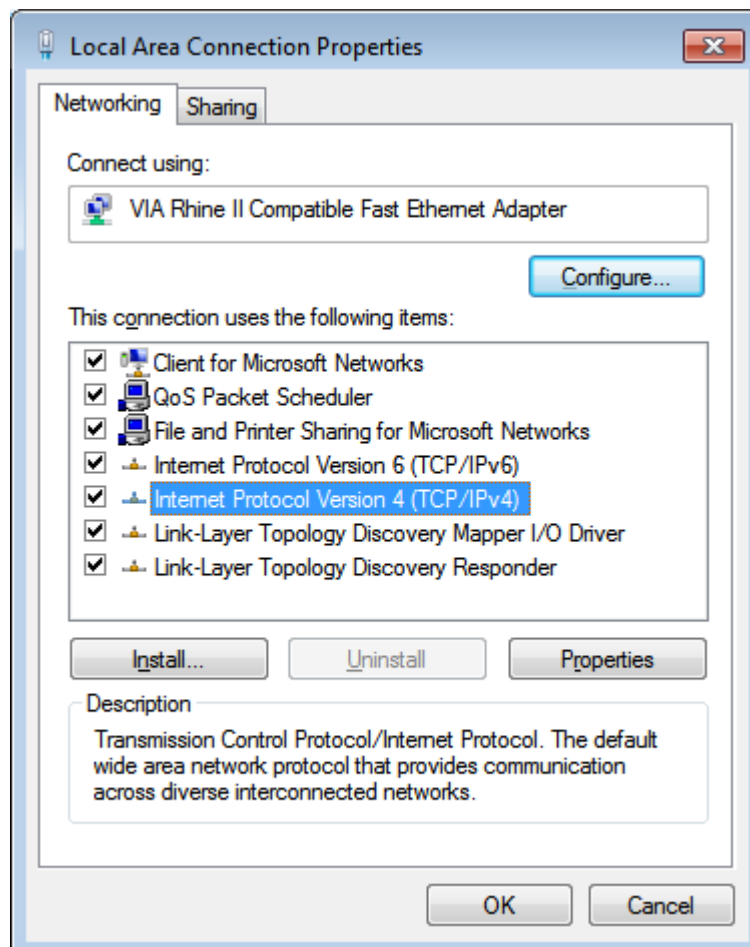 Local Area Connection Properties
Networking
Sharing
Connect using:
VIA Rhine II Compatible Fast Ethernet Adapter
Configure...
This connection uses the following items:
Client for Microsoft Networks
QoS Packet Scheduler
File and Printer Sharing for Microsoft Networks
Internet Protocol Version 6 (TCP/IPv6)
Internet Protocol Version 4 (TCP/IPv4)
Link-Layer Topology Discovery Mapper I/O Driver
Link-Layer Topology Discovery Responder
Install...
Uninstall
Properties
Description
Transmission Control Protocol/Internet Protocol. The default
wide area network protocol that provides communication
across diverse interconnected networks.
OK
Cancel